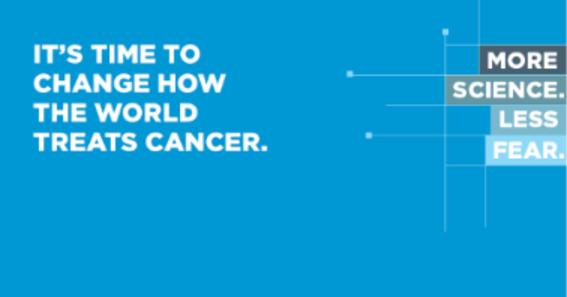 IT'S TIME TO
CHANGE HOW
THE WORLD
TREATS CANCER.
MORE
SCIENCE.
LESS
FEAR.